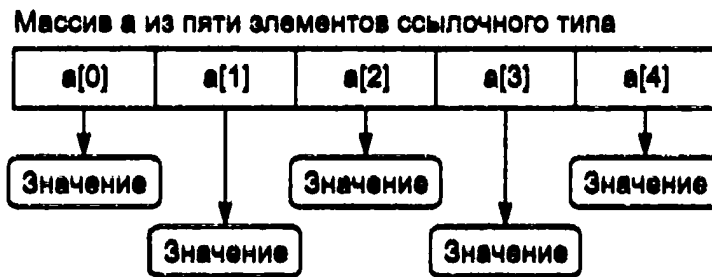 Массив а из пяти элементов ссылочного типа
a[0] a[1] a[2] a[3] a[4]
Значение Значение Значение
Значение Значение